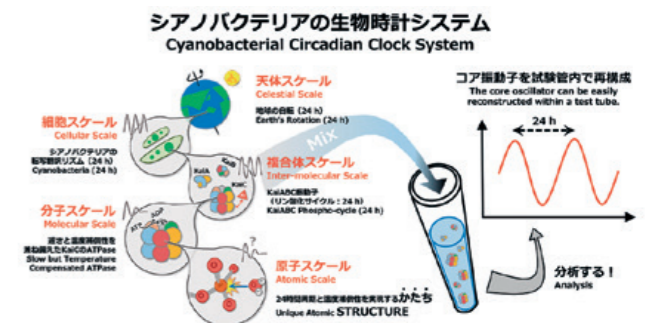 シアノバクテリアの生物時計システム
Cyanobacterial Circadian Clock System
天体スケール
Celestial Scale
地球の自転 (24 h)
Earth's Rotation (24 h)
細胞スケール
Cellular Scale
シアノバクテリアの
転写翻訳リズム (24 h)
Cyanobacteria (24 h)
Mix
KaiA
KaiB
KaiC
複合体スケール
Inter-molecular Scale
KaiABC振動子
(リン酸化サイクル：24 h)
KaiABC Phospho-cycle (24 h)
分子スケール
Molecular Scale
遅さと温度補償性を
兼ね備えたKaiCのATPase
Slow but Temperature
Compensated ATPase
ATP
ADP
?
原子スケール
Atomic Scale
24時間周期と温度補償性を実現するかたち
Unique Atomic STRUCTURE
コア振動子を試験管内で再構成
The core oscillator can be easily
reconstructed within a test tube.
24 h
分析する！
Analysis